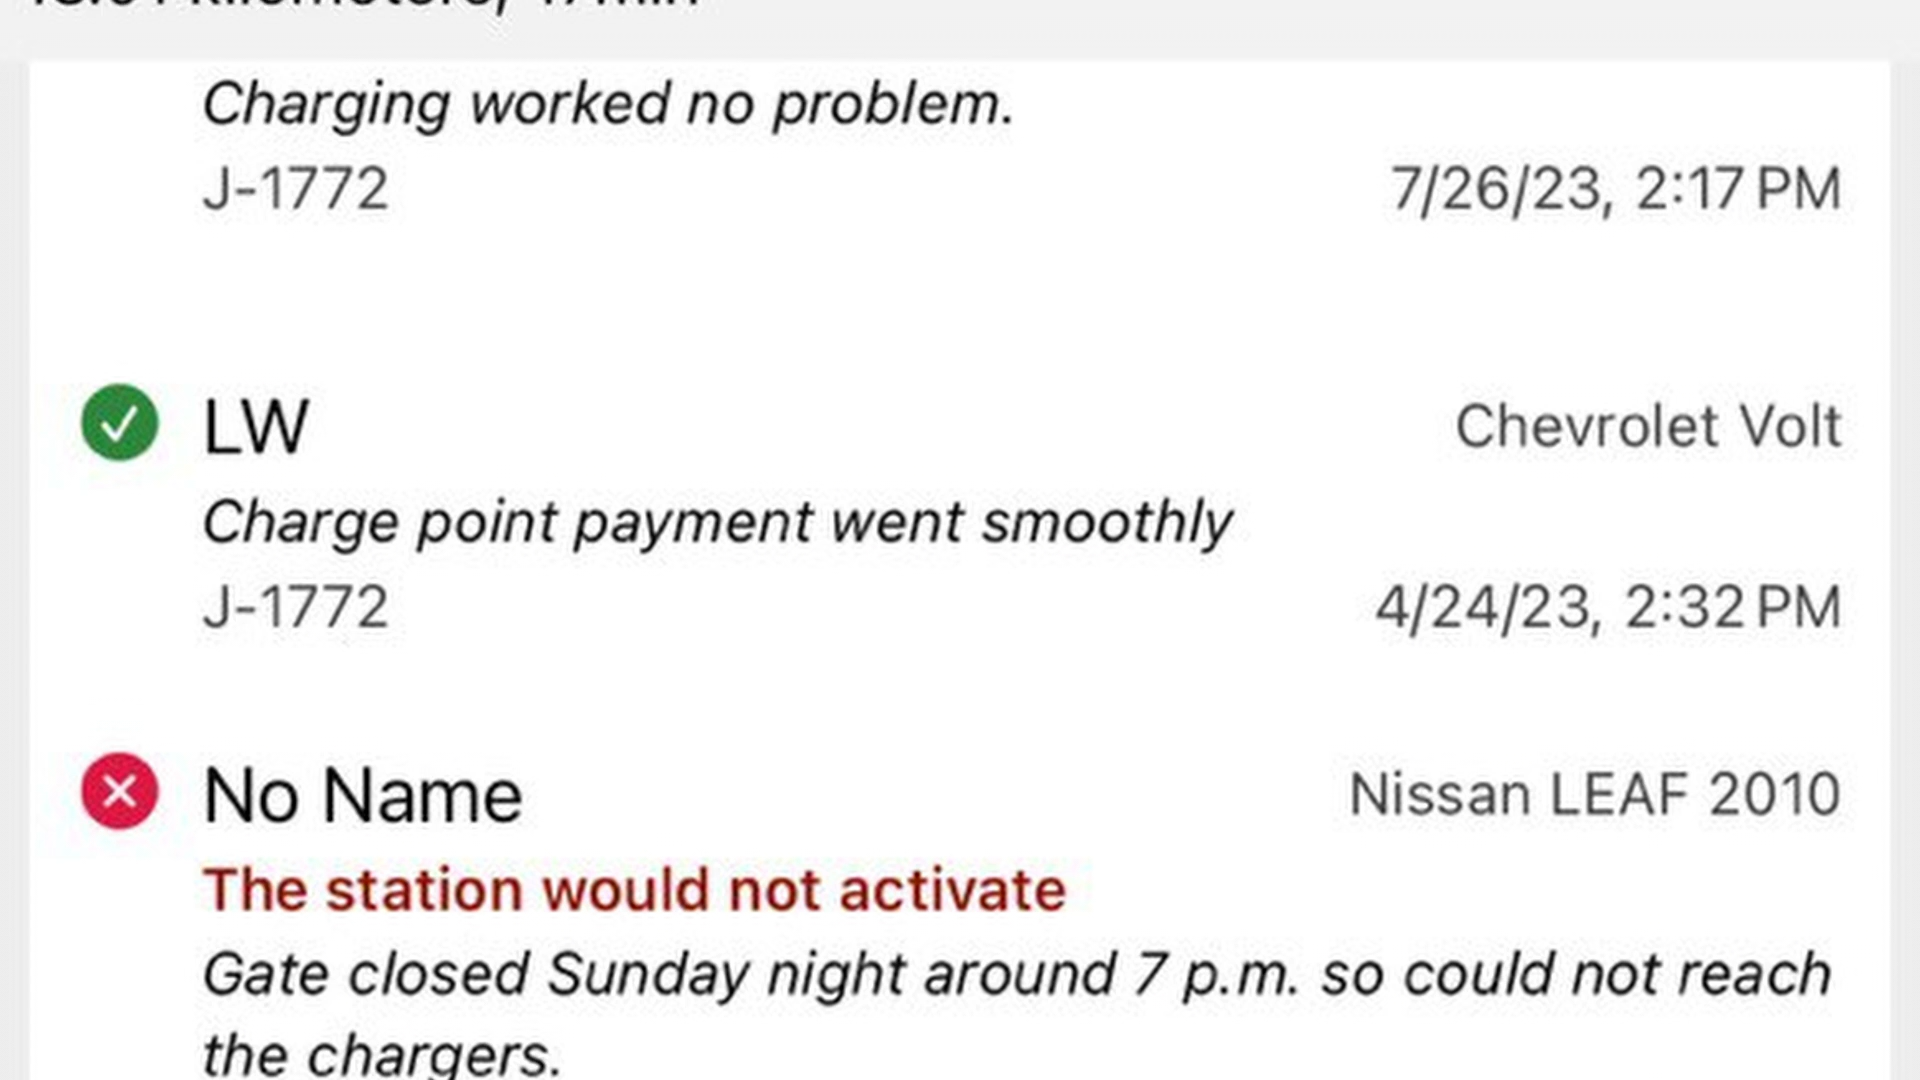 Charging worked no problem.
J-1772 7/26/23, 2:17 PM
LW Chevrolet Volt
Charge point payment went smoothly
J-1772 4/24/23, 2:32 PM
No Name Nissan LEAF 2010
The station would not activate
Gate closed Sunday night around 7 p.m. so could not reach
the chargers.